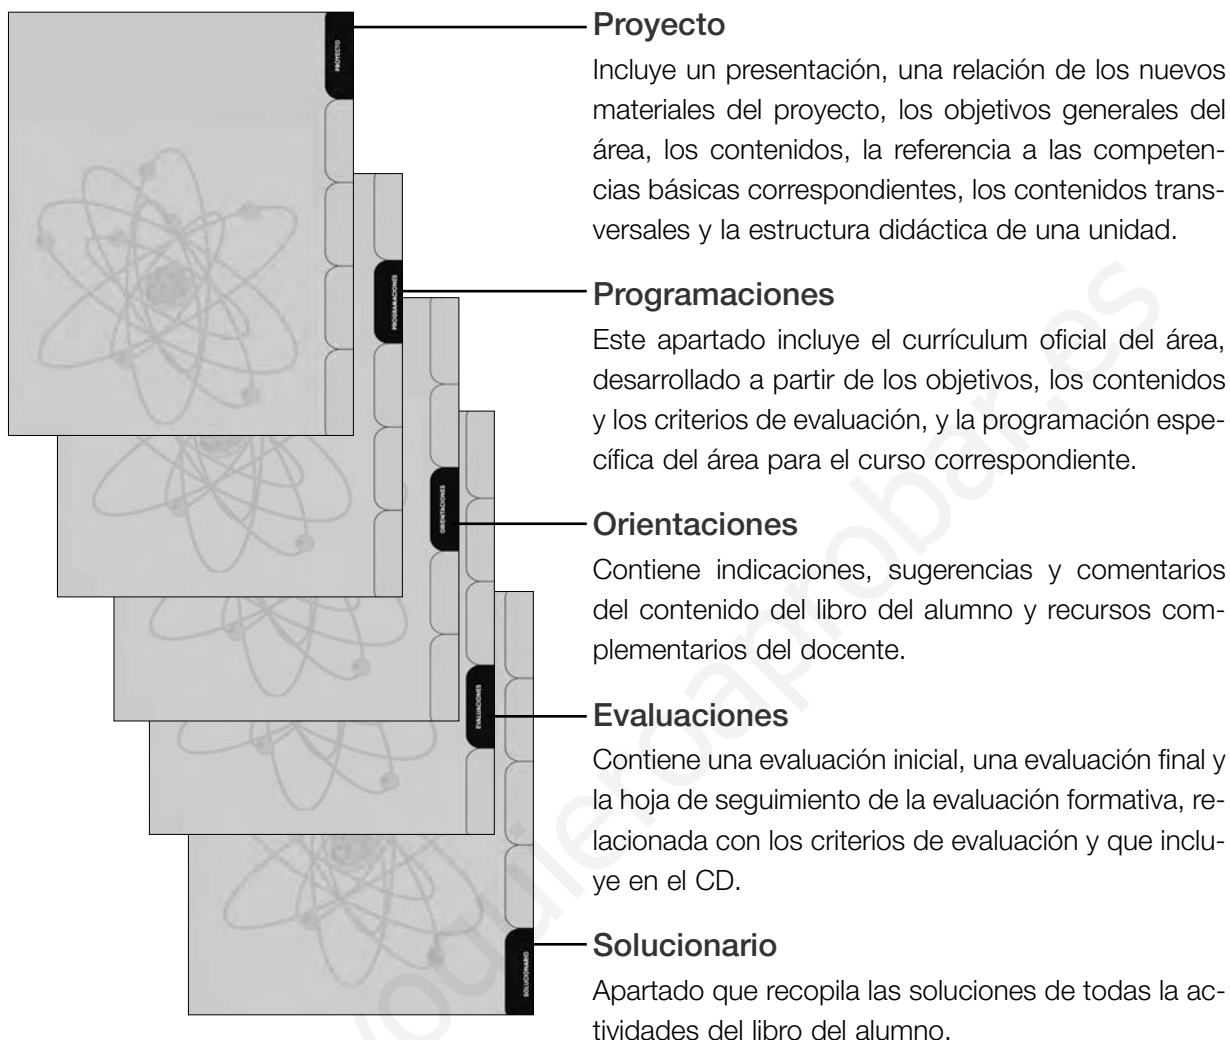 PROYECTO
Proyecto
Incluye un presentación, una relación de los nuevos
materiales del proyecto, los objetivos generales del
área, los contenidos, la referencia a las competen-
cias básicas correspondientes, los contenidos trans-
versales y la estructura didáctica de una unidad.
PROGRAMACIONES
Programaciones
Este apartado incluye el currículum oficial del área,
desarrollado a partir de los objetivos, los contenidos
y los criterios de evaluación, y la programación espe-
cífica del área para el curso correspondiente.
ORIENTACIONES
Orientaciones
Contiene indicaciones, sugerencias y comentarios
del contenido del libro del alumno y recursos com-
plementarios del docente.
EVALUACIONES
Evaluaciones
Contiene una evaluación inicial, una evaluación final y
la hoja de seguimiento de la evaluación formativa, re-
lacionada con los criterios de evaluación y que inclu-
ye en el CD.
SOLUCIONARIO
Solucionario
Apartado que recopila las soluciones de todas la ac-
tividades del libro del alumno.
yoquieroaprobar.es